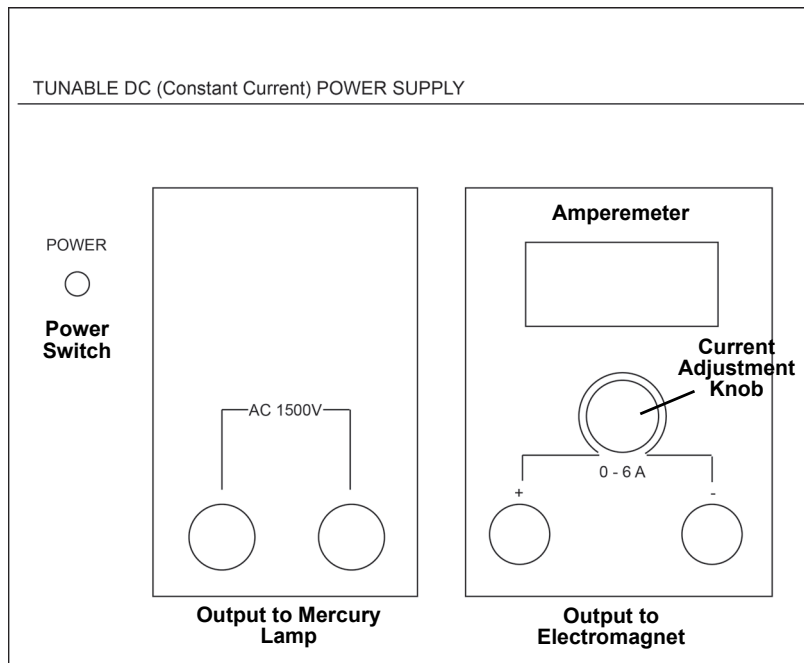 TUNABLE DC (Constant Current) POWER SUPPLY
POWER
Power
Switch
AC 1500V
Output to Mercury
Lamp
Amperemeter
Current
Adjustment
Knob
0 - 6 A
+ -
Output to
Electromagnet